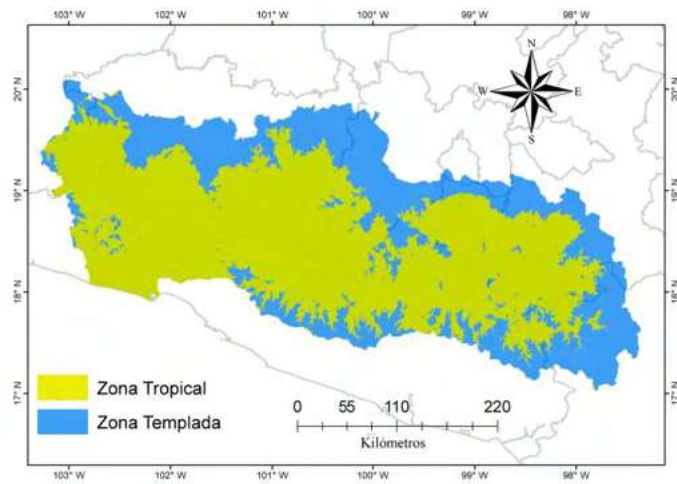 103° W 102° W 101° W 100° W 99° W 98° W
20° N 20° N
19° N 19° N
18° N 18° N
17° N 17° N
N
W E
S
Zona Tropical
Zona Templada
0 55 110 220
Kilómetros
103° W 102° W 101° W 100° W 99° W 98° W